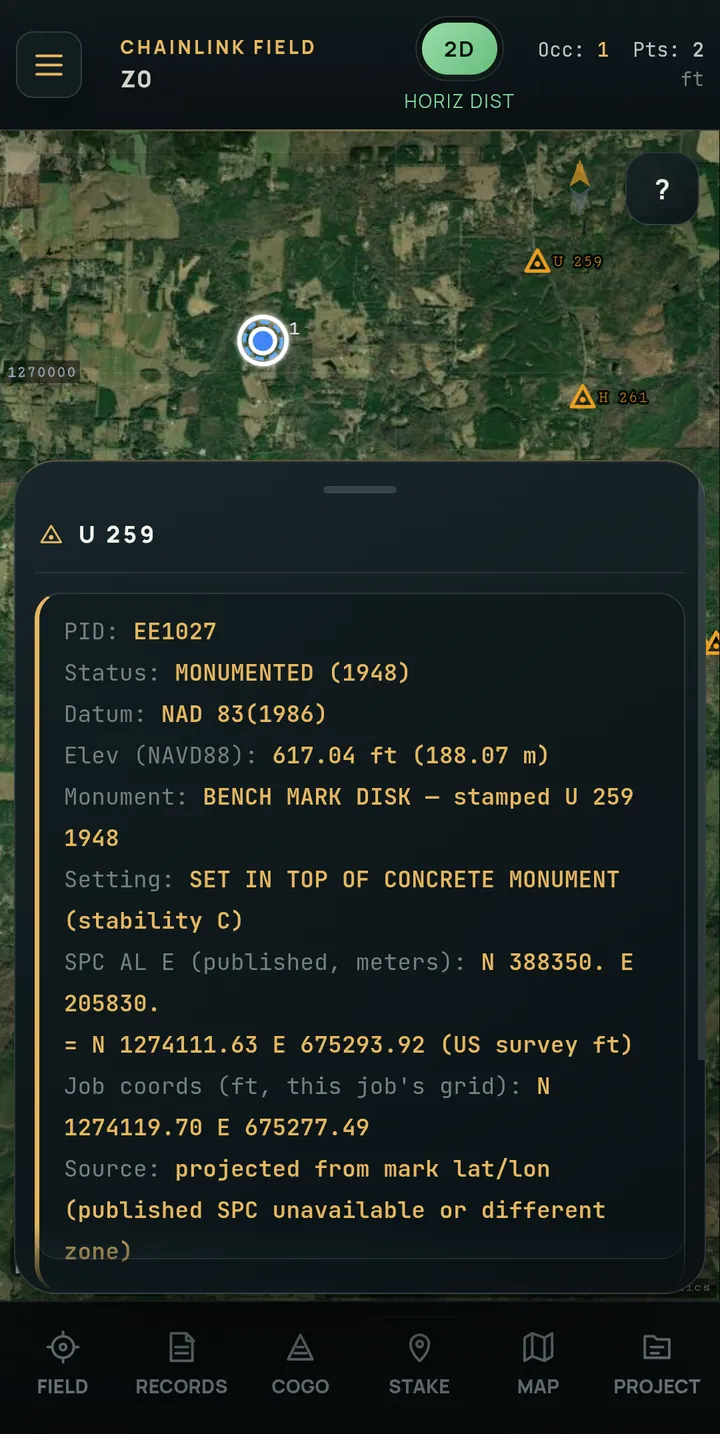 CHAINLINK FIELD
Z0
2D
HORIZ DIST
Occ: 1 Pts: 2
ft
?
U 259
1
1270000
H 261
U 259
PID: EE1027
Status: MONUMENTED (1948)
Datum: NAD 83(1986)
Elev (NAVD88): 617.04 ft (188.07 m)
Monument: BENCH MARK DISK — stamped U 259
1948
Setting: SET IN TOP OF CONCRETE MONUMENT
(stability C)
SPC AL E (published, meters): N 388350. E
205830.
= N 1274111.63 E 675293.92 (US survey ft)
Job coords (ft, this job's grid): N
1274119.70 E 675277.49
Source: projected from mark lat/lon
(published SPC unavailable or different
zone)
FIELD
RECORDS
COGO
STAKE
MAP
PROJECT